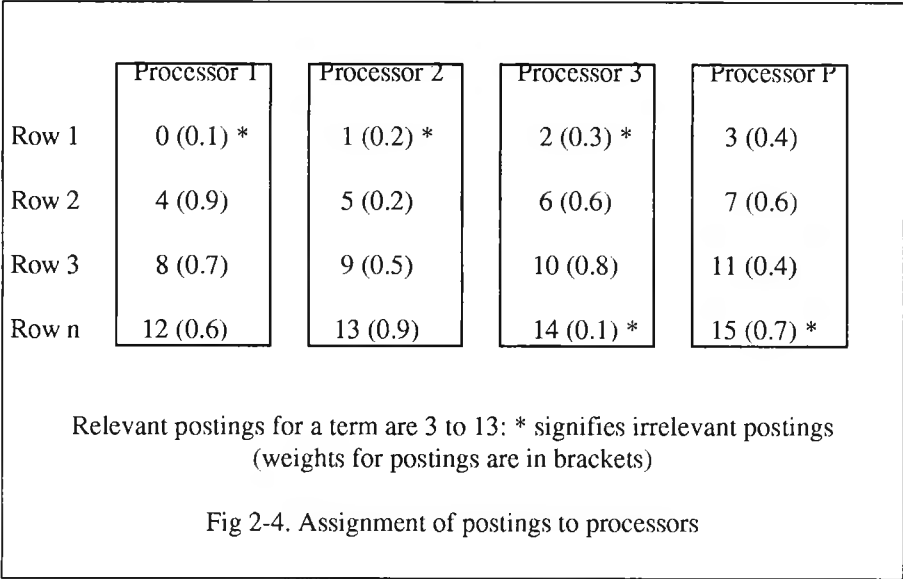 Processor 1 Processor 2 Processor 3 Processor P
Row 1 0 (0.1) * 1 (0.2) * 2 (0.3) * 3 (0.4)
Row 2 4 (0.9) 5 (0.2) 6 (0.6) 7 (0.6)
Row 3 8 (0.7) 9 (0.5) 10 (0.8) 11 (0.4)
Row n 12 (0.6) 13 (0.9) 14 (0.1) * 15 (0.7) *
Relevant postings for a term are 3 to 13: * signifies irrelevant postings
(weights for postings are in brackets)
Fig 2-4. Assignment of postings to processors